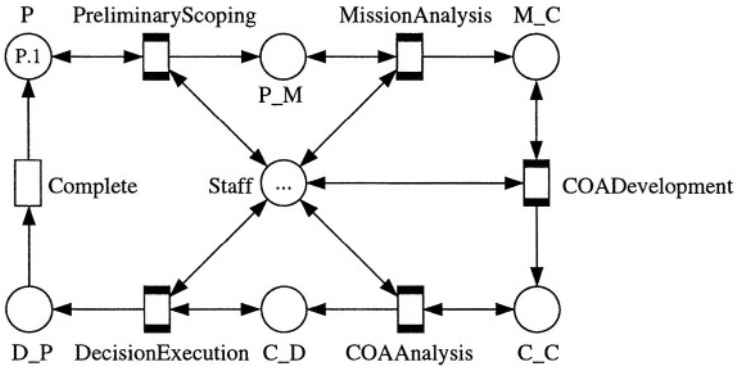 P PreliminaryScoping MissionAnalysis M_C
P.1
P_M
Complete Staff ... COADevelopment
D_P DecisionExecution C_D COAAnalysis C_C